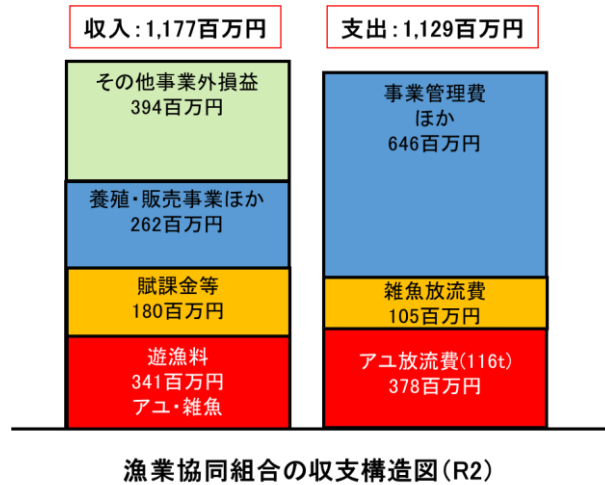 収入：1,177百万円
その他事業外損益
394百万円
養殖・販売事業ほか
262百万円
賦課金等
180百万円
遊漁料
341百万円
アユ・雑魚
支出：1,129百万円
事業管理費
ほか
646百万円
雑魚放流費
105百万円
アユ放流費(116t)
378百万円
漁業協同組合の収支構造図(R2)